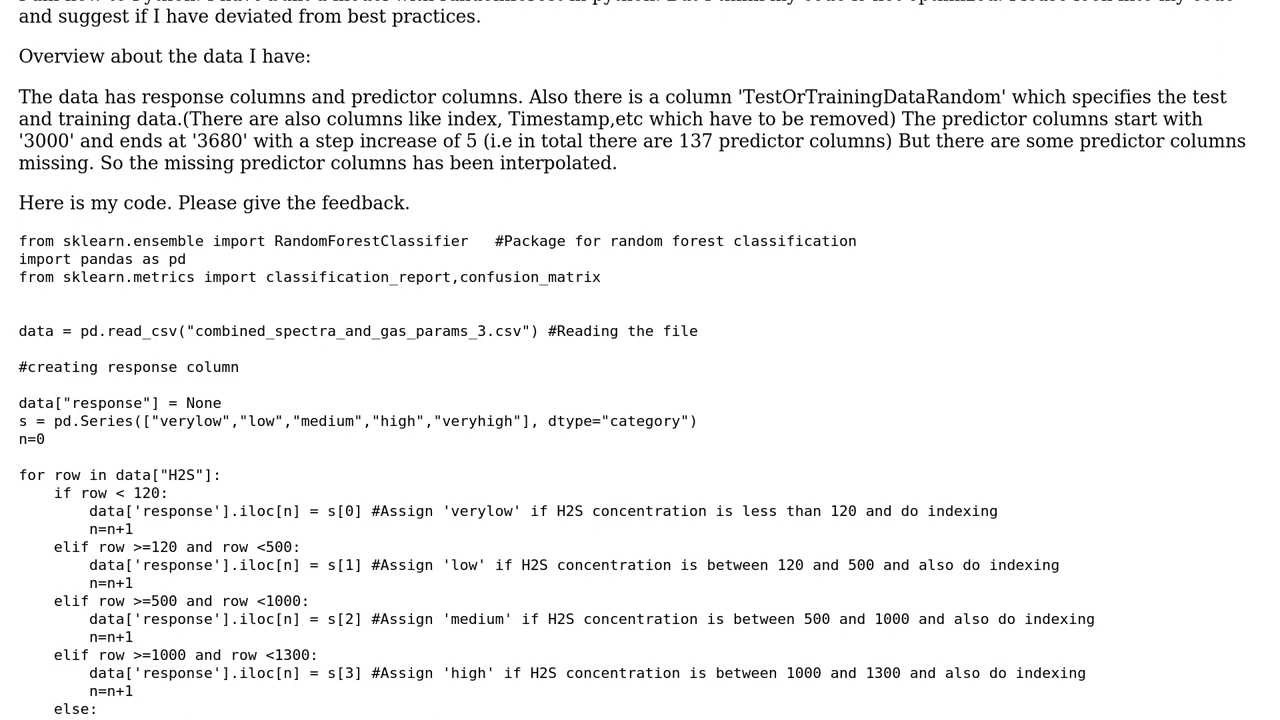 and suggest if I have deviated from best practices.
Overview about the data I have:
The data has response columns and predictor columns. Also there is a column 'TestOrTrainingDataRandom' which specifies the test
and training data.(There are also columns like index, Timestamp,etc which have to be removed) The predictor columns start with
'3000' and ends at '3680' with a step increase of 5 (i.e in total there are 137 predictor columns) But there are some predictor columns
missing. So the missing predictor columns has been interpolated.
Here is my code. Please give the feedback.
from sklearn.ensemble import RandomForestClassifier   #Package for random forest classification
import pandas as pd
from sklearn.metrics import classification_report,confusion_matrix
data = pd.read_csv("combined_spectra_and_gas_params_3.csv") #Reading the file
#creating response column
data["response"] = None
s = pd.Series(["verylow","low","medium","high","veryhigh"], dtype="category")
n=0
for row in data["H2S"]:
    if row < 120:
        data['response'].iloc[n] = s[0] #Assign 'verylow' if H2S concentration is less than 120 and do indexing
        n=n+1
    elif row >=120 and row <500:
        data['response'].iloc[n] = s[1] #Assign 'low' if H2S concentration is between 120 and 500 and also do indexing
        n=n+1
    elif row >=500 and row <1000:
        data['response'].iloc[n] = s[2] #Assign 'medium' if H2S concentration is between 500 and 1000 and also do indexing
        n=n+1
    elif row >=1000 and row <1300:
        data['response'].iloc[n] = s[3] #Assign 'high' if H2S concentration is between 1000 and 1300 and also do indexing
        n=n+1
    else: